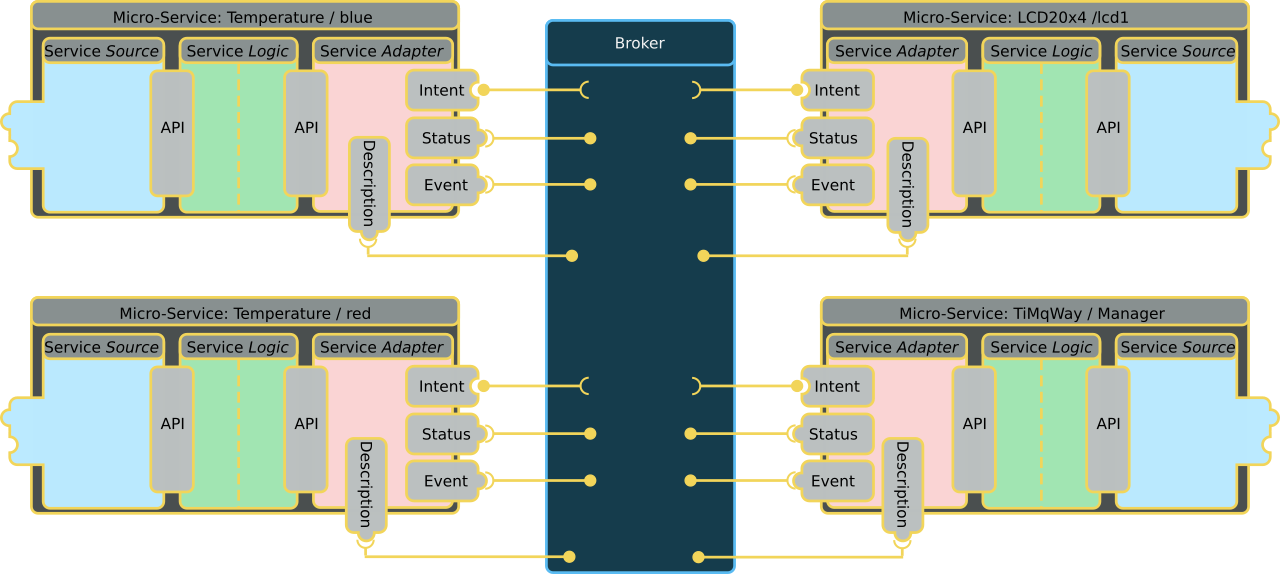 Micro-Service: Temperature / blue
Service Source
Service Logic
Service Adapter
API
API
Intent
Status
Event
Description
Broker
Micro-Service: LCD20x4 /lcd1
Service Adapter
Service Logic
Service Source
Intent
Status
Event
Description
API
API
Micro-Service: Temperature / red
Service Source
Service Logic
Service Adapter
API
API
Intent
Status
Event
Description
Micro-Service: TiMqWay / Manager
Service Adapter
Service Logic
Service Source
Intent
Status
Event
Description
API
API